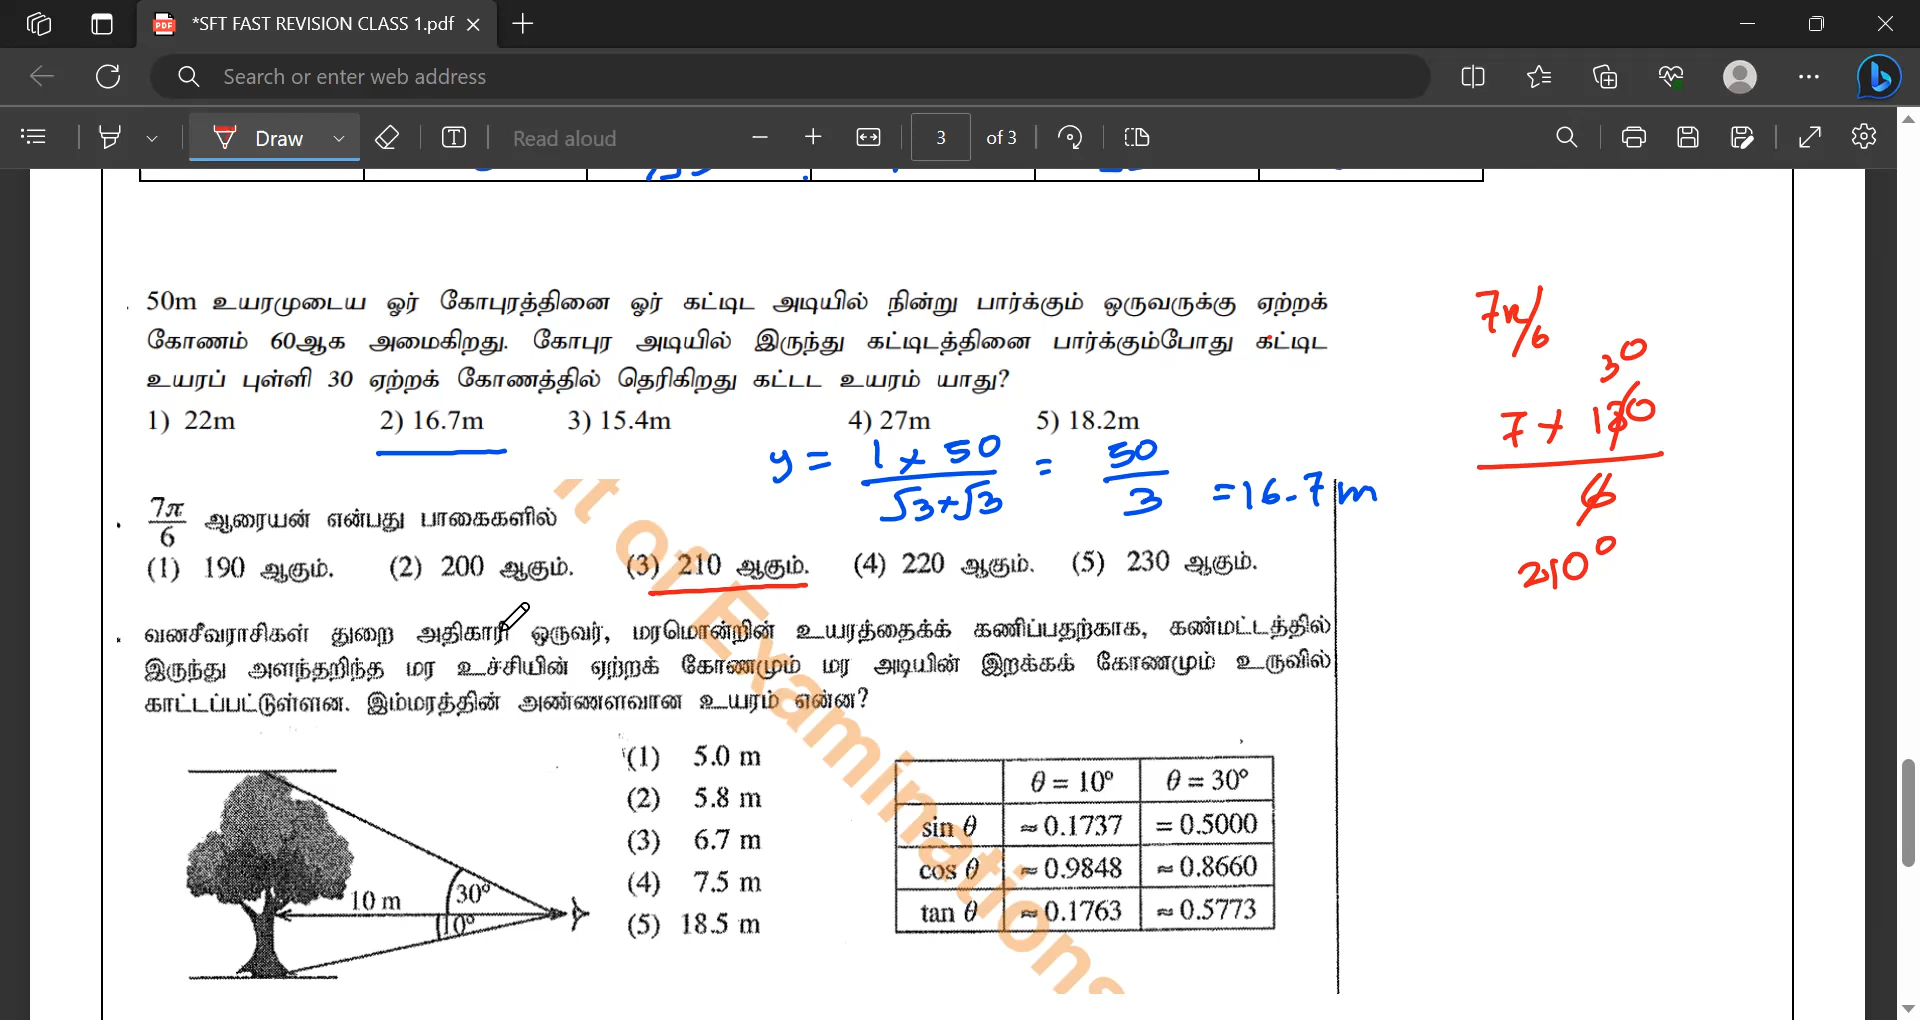 *SFT FAST REVISION CLASS 1.pdf
Search or enter web address
Draw
Read aloud
3 of 3
50m உயரமுடைய ஓர் கோபுரத்தினை ஓர் கட்டிட அடியில் நின்று பார்க்கும் ஒருவருக்கு ஏற்றக்
கோணம் 60ஆக அமைகிறது. கோபுர அடியில் இருந்து கட்டிடத்தினை பார்க்கும்போது கட்டிட
உயரப் புள்ளி 30 ஏற்றக் கோணத்தில் தெரிகிறது கட்டட உயரம் யாது?
1) 22m 2) 16.7m 3) 15.4m 4) 27m 5) 18.2m
y = 1 × 50 / √3+√3 = 50 / 3 = 16.7m
7π/6
30
7 × 180
6
210°
7π/6 ஆரையன் என்பது பாகைகளில்
(1) 190 ஆகும். (2) 200 ஆகும். (3) 210 ஆகும். (4) 220 ஆகும். (5) 230 ஆகும்.
வனசீவராசிகள் துறை அதிகாரி ஒருவர், மரமொன்றின் உயரத்தைக்க் கணிப்பதற்காக, கண்மட்டத்தில்
இருந்து அளந்தறிந்த மர உச்சியின் ஏற்றக் கோணமும் மர அடியின் இறக்கக் கோணமும் உருவில்
காட்டப்பட்டுள்ளன. இம்மரத்தின் அண்ணளவான உயரம் என்ன?
10 m 30° 10°
(1) 5.0 m
(2) 5.8 m
(3) 6.7 m
(4) 7.5 m
(5) 18.5 m
θ = 10° θ = 30°
sin θ ≈ 0.1737 = 0.5000
cos θ ≈ 0.9848 ≈ 0.8660
tan θ ≈ 0.1763 ≈ 0.5773
t of Examinations